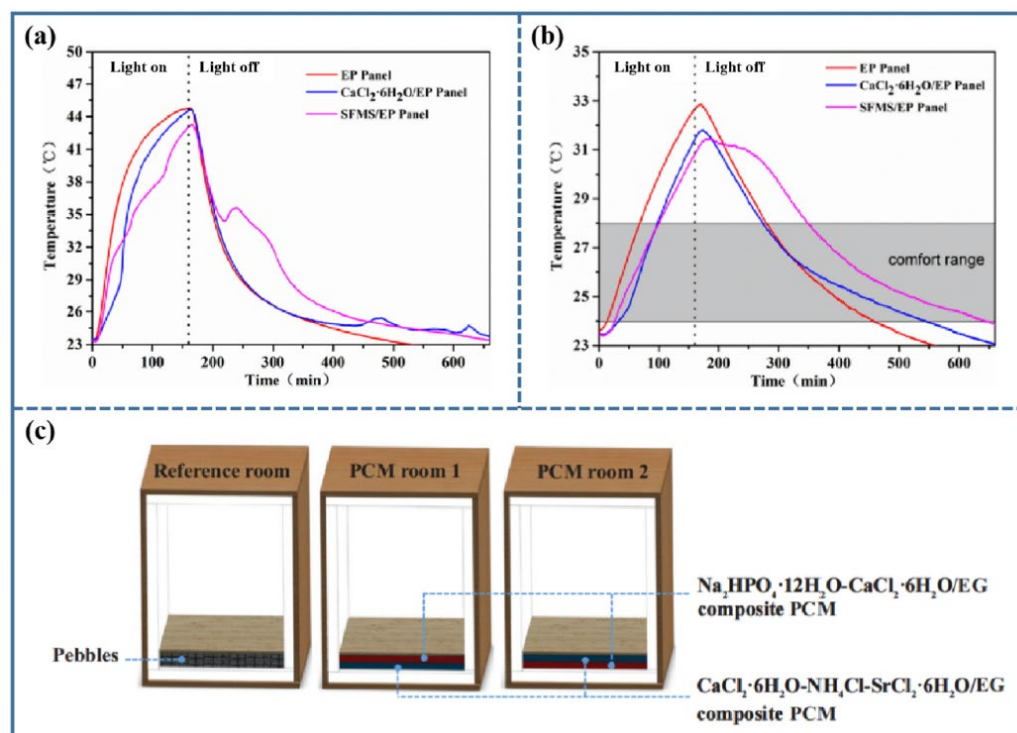 (a)
50
47
44
41
38
35
32
29
26
23
Temperature (℃)
Light on
Light off
EP Panel
CaCl₂·6H₂O/EP Panel
SFMS/EP Panel
0
100
200
300
400
500
600
Time (min)
(b)
35
33
31
29
27
25
23
Temperature (℃)
Light on
Light off
EP Panel
CaCl₂·6H₂O/EP Panel
SFMS/EP Panel
comfort range
0
100
200
300
400
500
600
Time (min)
(c)
Reference room
PCM room 1
PCM room 2
Pebbles
Na₂HPO₄·12H₂O-CaCl₂·6H₂O/EG
composite PCM
CaCl₂·6H₂O-NH₄Cl-SrCl₂·6H₂O/EG
composite PCM